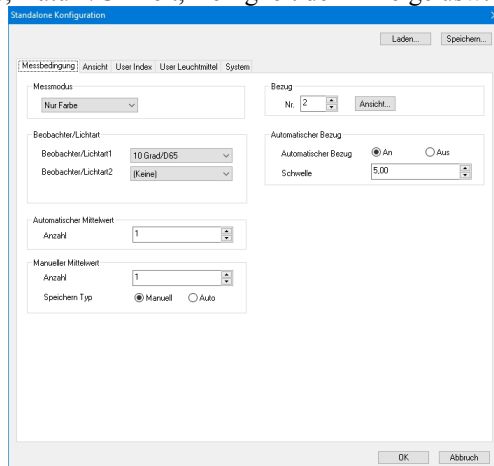 Standalone Konfiguration
Laden... Speichern...
Messbedingung Ansicht User Index User Leuchtmittel System
Messmodus
Nur Farbe
Beobachter/Lichtart
Beobachter/Lichtart1 10 Grad/D65
Beobachter/Lichtart2 (Keine)
Automatischer Mittelwert
Anzahl 1
Manueller Mittelwert
Anzahl 1
Speichern Typ Manuell Auto
Bezug
Nr. 2 Ansicht...
Automatischer Bezug
Automatischer Bezug An Aus
Schwelle 5,00
OK Abbruch